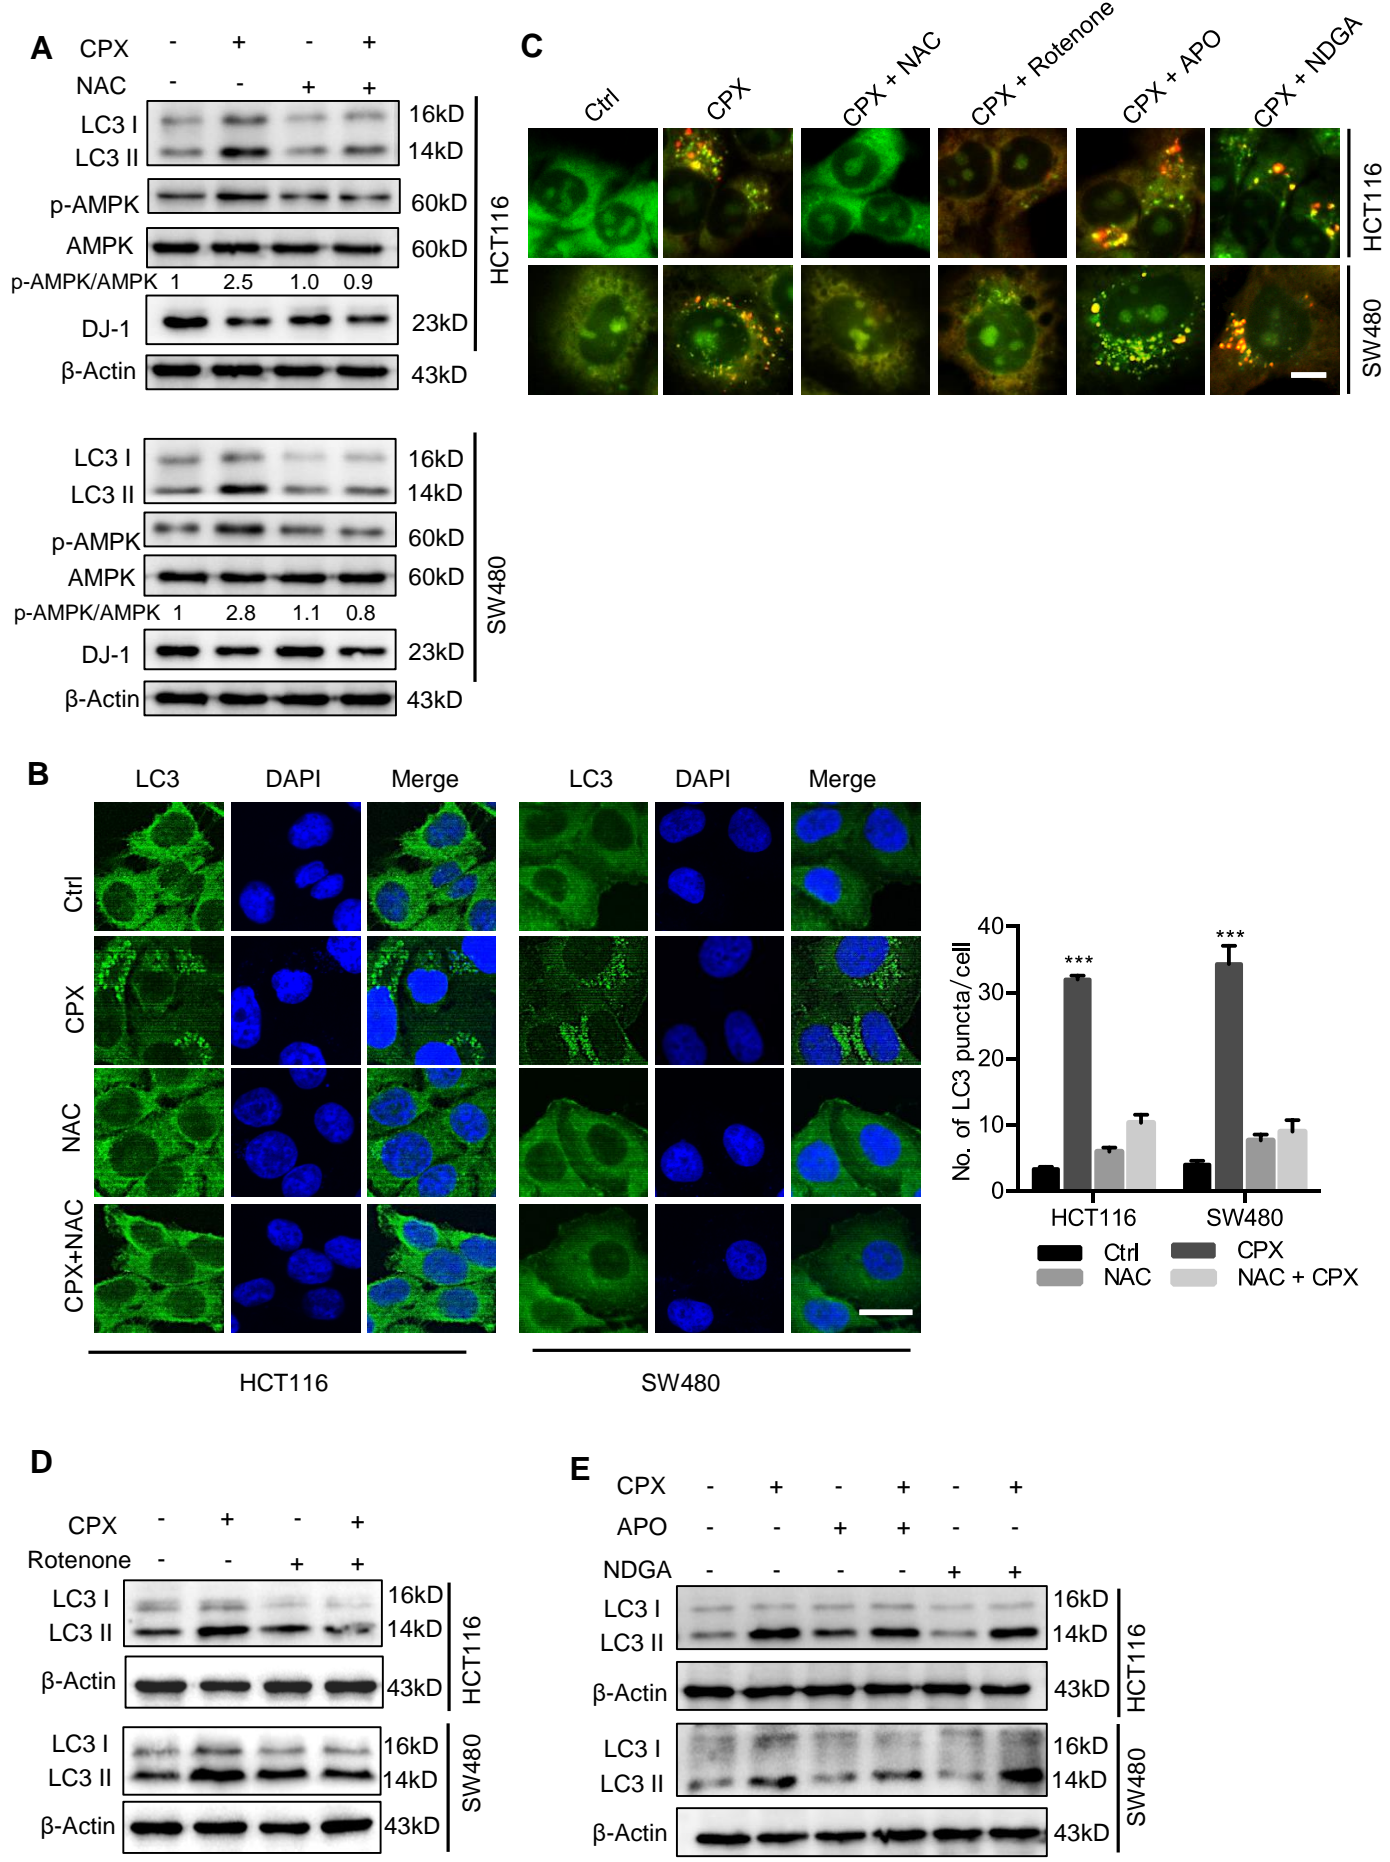 A
CPX - + - +
NAC - - + +
LC3 I 16kD
LC3 II 14kD
p-AMPK 60kD
AMPK 60kD
p-AMPK/AMPK 1 2.5 1.0 0.9
DJ-1 23kD
β-Actin 43kD
HCT116
LC3 I 16kD
LC3 II 14kD
p-AMPK 60kD
AMPK 60kD
p-AMPK/AMPK 1 2.8 1.1 0.8
DJ-1 23kD
β-Actin 43kD
SW480
C
Ctrl
CPX
CPX + NAC
CPX + Rotenone
CPX + APO
CPX + NDGA
HCT116
SW480
B
LC3 DAPI Merge LC3 DAPI Merge
Ctrl
CPX
NAC
CPX+NAC
HCT116 SW480
No. of LC3 puncta/cell
40
30
20
10
0
*** ***
HCT116 SW480
Ctrl CPX
NAC NAC + CPX
D
CPX - + - +
Rotenone - - + +
LC3 I 16kD
LC3 II 14kD
β-Actin 43kD
HCT116
LC3 I 16kD
LC3 II 14kD
β-Actin 43kD
SW480
E
CPX - + - + - +
APO - - + + - -
NDGA - - - - + +
LC3 I 16kD
LC3 II 14kD
β-Actin 43kD
HCT116
LC3 I 16kD
LC3 II 14kD
β-Actin 43kD
SW480